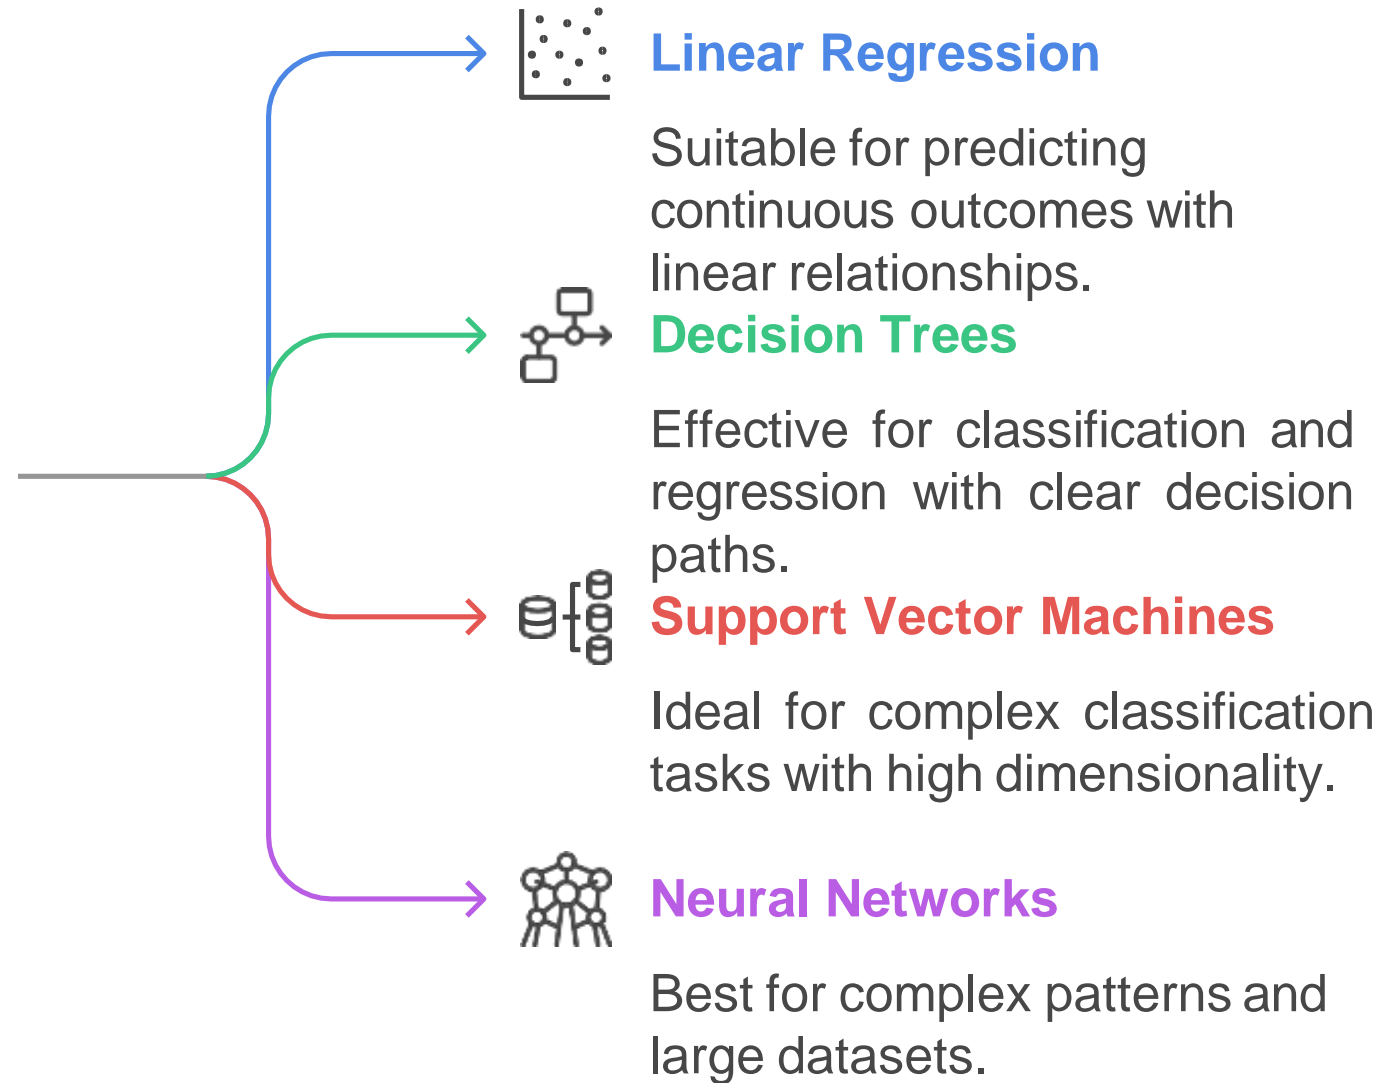 Linear Regression
Suitable for predicting
continuous outcomes with
linear relationships.
Decision Trees
Effective for classification and
regression with clear decision
paths.
Support Vector Machines
Ideal for complex classification
tasks with high dimensionality.
Neural Networks
Best for complex patterns and
large datasets.